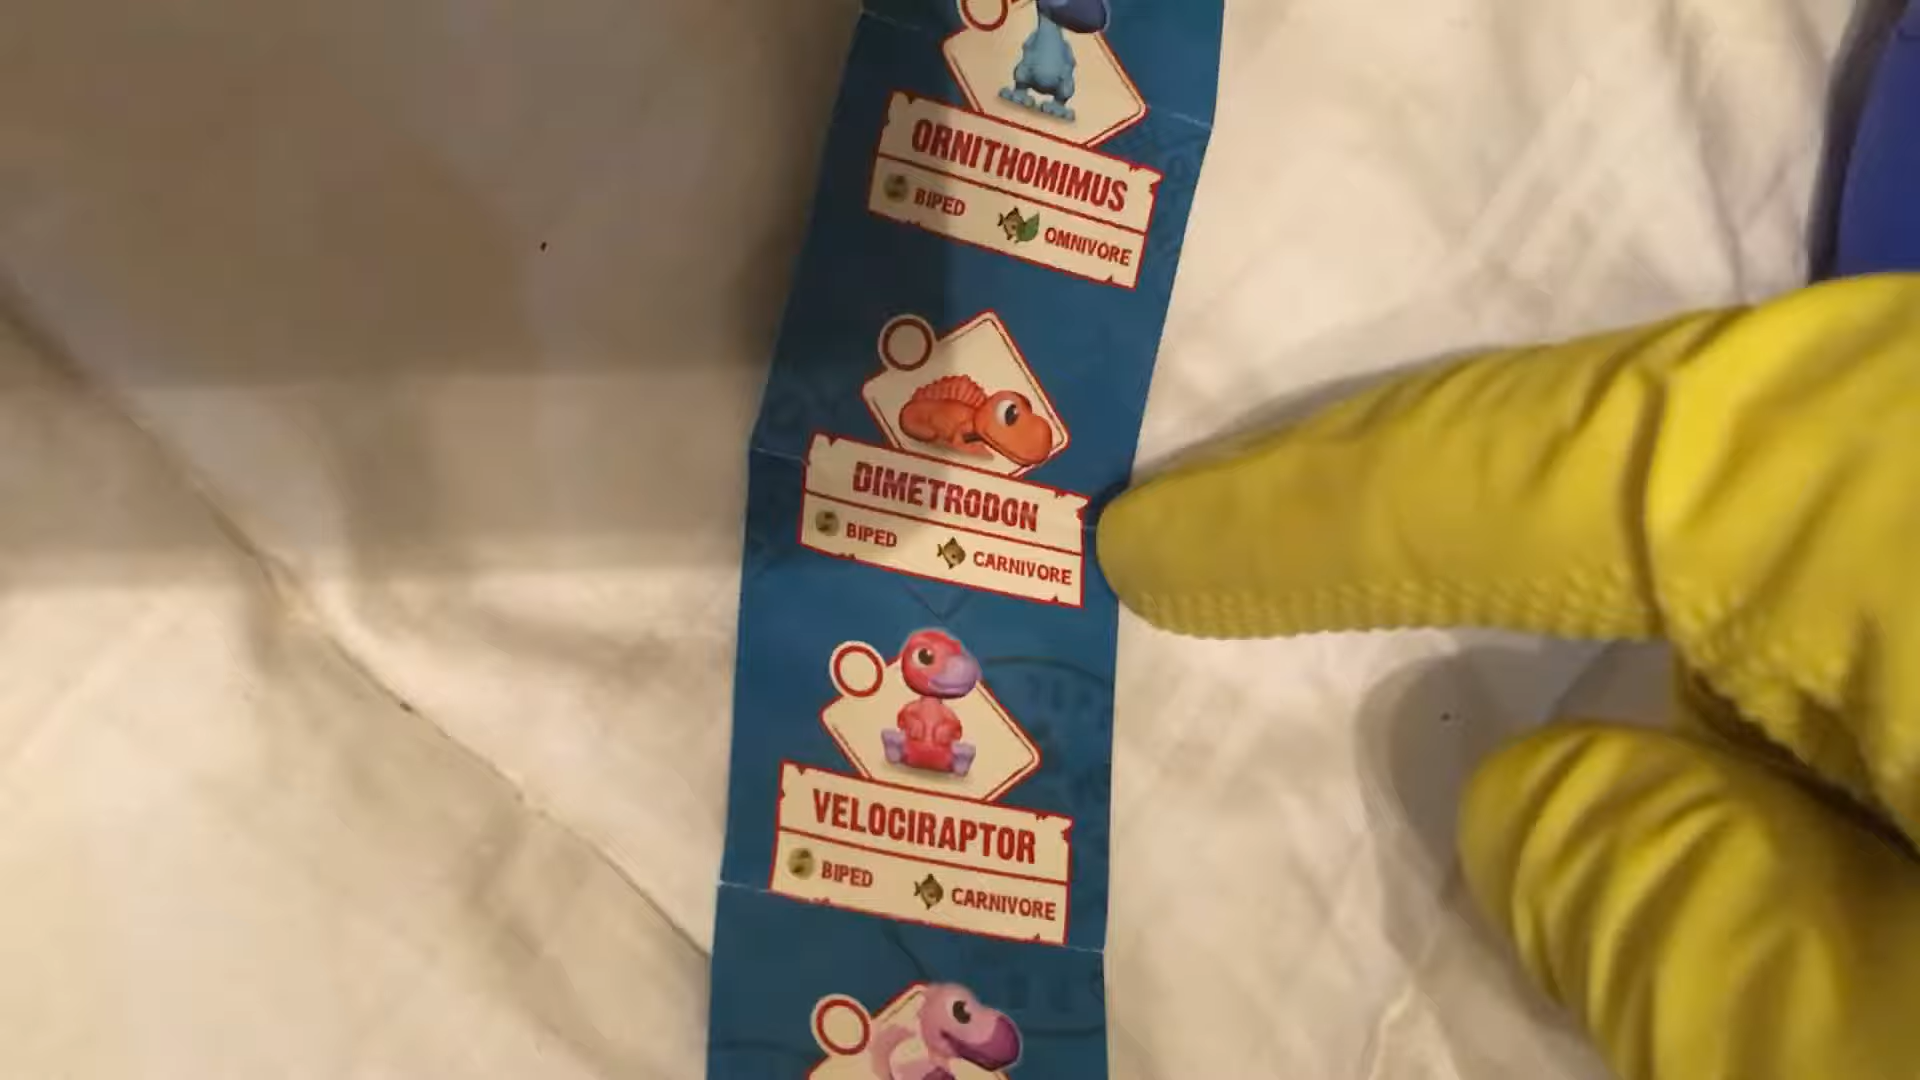 ORNITHOMIMUS
BIPED OMNIVORE
DIMETRODON
BIPED CARNIVORE
VELOCIRAPTOR
BIPED CARNIVORE